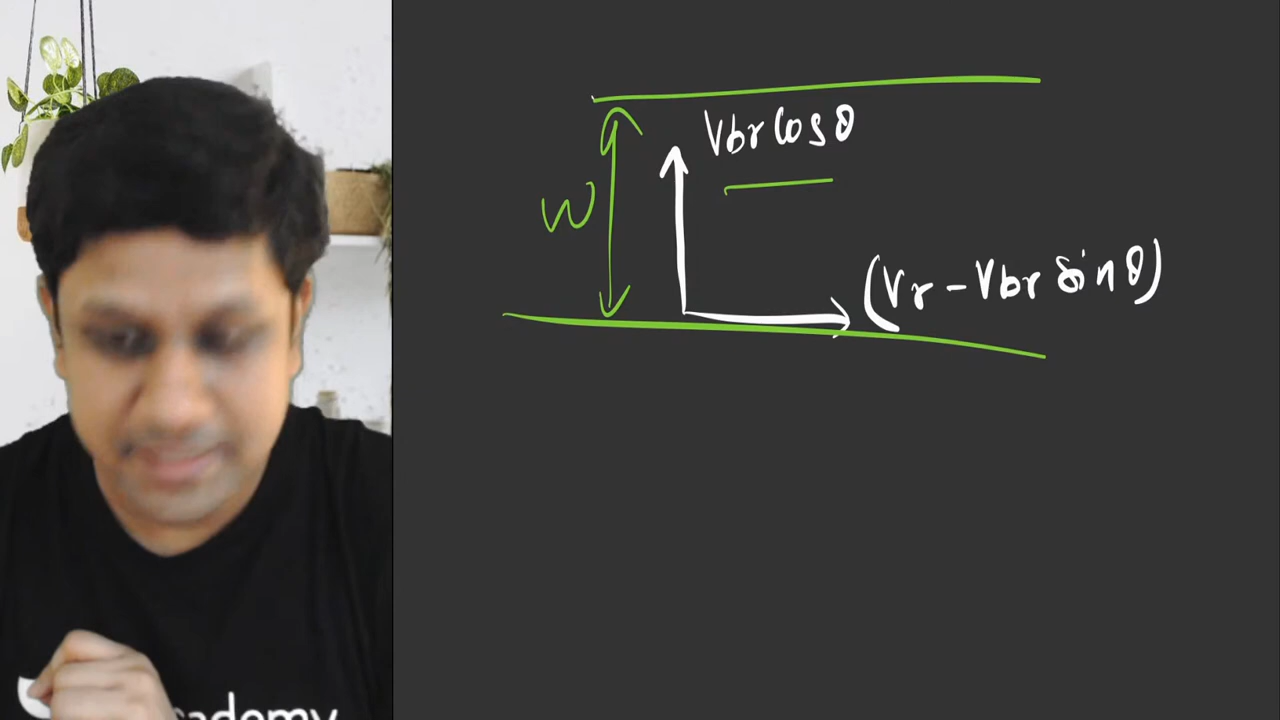 Vbr Cos θ
W
(Vr - Vbr Sin θ)